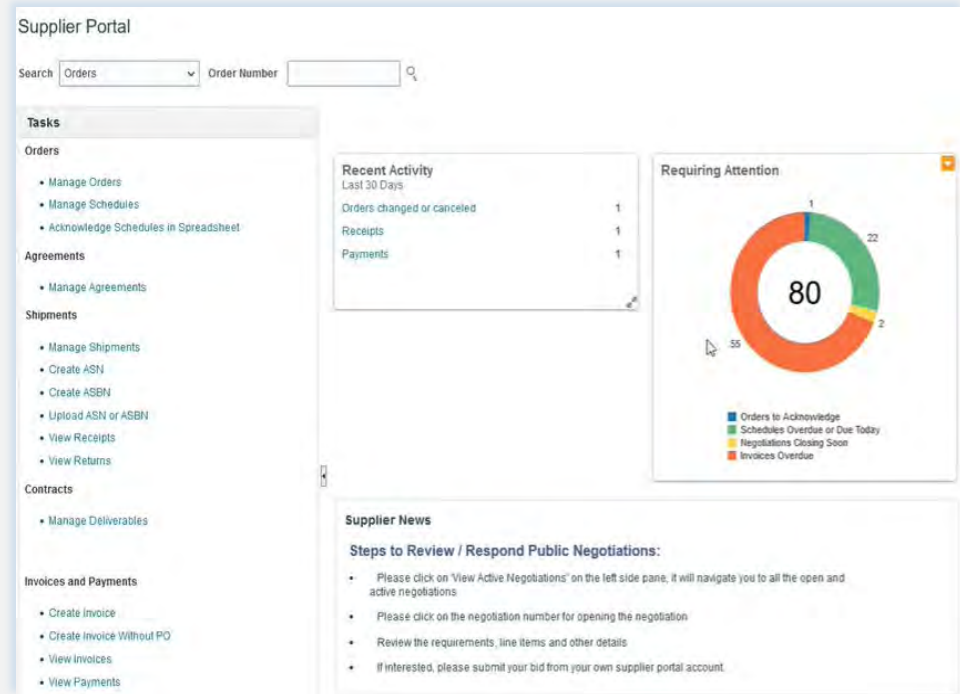 Supplier Portal
Search Orders Order Number
Tasks
Orders
• Manage Orders
• Manage Schedules
• Acknowledge Schedules in Spreadsheet
Agreements
• Manage Agreements
Shipments
• Manage Shipments
• Create ASN
• Create ASBN
• Upload ASN or ASBN
• View Receipts
• View Returns
Contracts
• Manage Deliverables
Invoices and Payments
• Create Invoice
• Create Invoice Without PO
• View Invoices
• View Payments
Recent Activity
Last 30 Days
Orders changed or canceled 1
Receipts 1
Payments 1
Requiring Attention
1
22
80
2
55
Orders to Acknowledge
Schedules Overdue or Due Today
Negotiations Closing Soon
Invoices Overdue
Supplier News
Steps to Review / Respond Public Negotiations:
• Please click on 'View Active Negotiations' on the left side pane, it will navigate you to all the open and
active negotiations
• Please click on the negotiation number for opening the negotiation
• Review the requirements, line items and other details
• If interested, please submit your bid from your own supplier portal account.